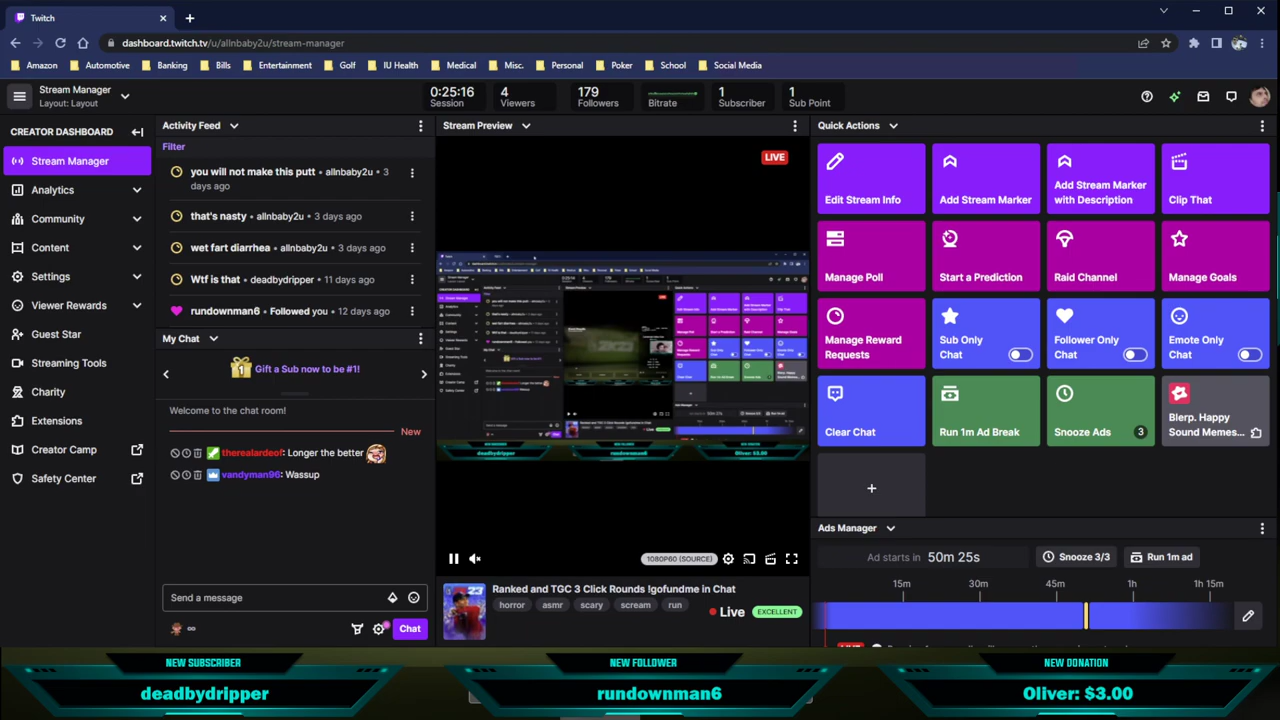 Twitch
dashboard.twitch.tv/u/allnbaby2u/stream-manager
Amazon Automotive Banking Bills Entertainment Golf IU Health Medical Misc. Personal Poker School Social Media
Stream Manager
Layout: Layout
0:25:16
Session
4
Viewers
179
Followers
Bitrate
1
Subscriber
1
Sub Point
CREATOR DASHBOARD
Stream Manager
Analytics
Community
Content
Settings
Viewer Rewards
Guest Star
Streaming Tools
Charity
Extensions
Creator Camp
Safety Center
Activity Feed
Filter
you will not make this putt • allnbaby2u • 3
days ago
that's nasty • allnbaby2u • 3 days ago
wet fart diarrhea • allnbaby2u • 3 days ago
Wtf is that • deadbydripper • 11 days ago
rundownman6 • Followed you • 12 days ago
My Chat
1
Gift a Sub now to be #1!
Welcome to the chat room!
New
therealardeof: Longer the better
vandyman96: Wassup
Send a message
∞
Chat
Stream Preview
LIVE
deadbydripper rundownman6 Oliver: $3.00
1080P60 (SOURCE)
23
Ranked and TGC 3 Click Rounds !gofundme in Chat
horror asmr scary scream run
Live EXCELLENT
Quick Actions
Edit Stream Info
Add Stream Marker
Add Stream Marker
with Description
Clip That
Manage Poll
Start a Prediction
Raid Channel
Manage Goals
Manage Reward
Requests
Sub Only
Chat
Follower Only
Chat
Emote Only
Chat
Clear Chat
Run 1m Ad Break
Snooze Ads 3
Blerp. Happy
Sound Memes...
+
Ads Manager
Ad starts in 50m 25s
Snooze 3/3
Run 1m ad
15m 30m 45m 1h 1h 15m
LIVE
NEW SUBSCRIBER
deadbydripper
NEW FOLLOWER
rundownman6
NEW DONATION
Oliver: $3.00